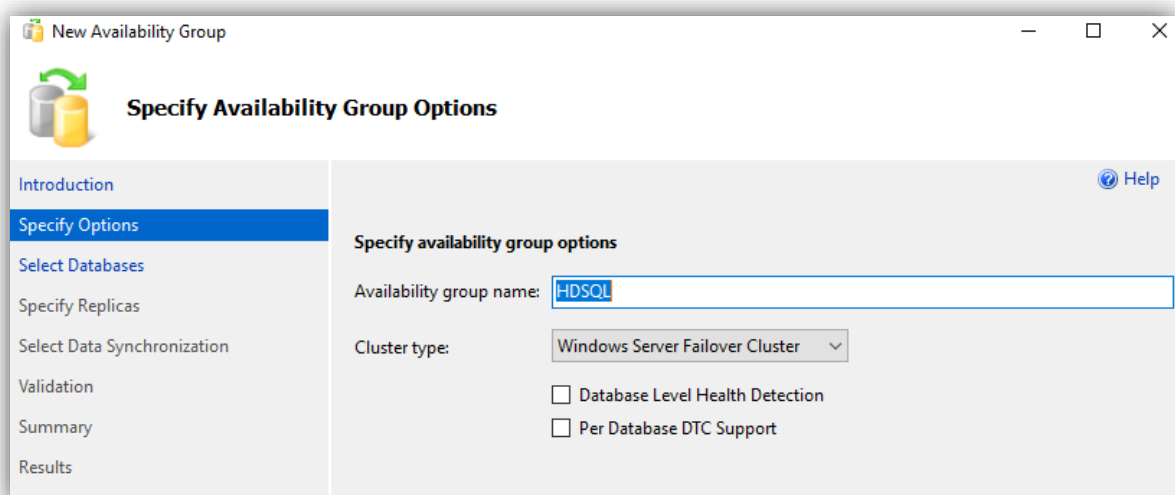 New Availability Group
Specify Availability Group Options
Introduction
Specify Options
Select Databases
Specify Replicas
Select Data Synchronization
Validation
Summary
Results
Help
Specify availability group options
Availability group name: HDSQL
Cluster type: Windows Server Failover Cluster
Database Level Health Detection
Per Database DTC Support